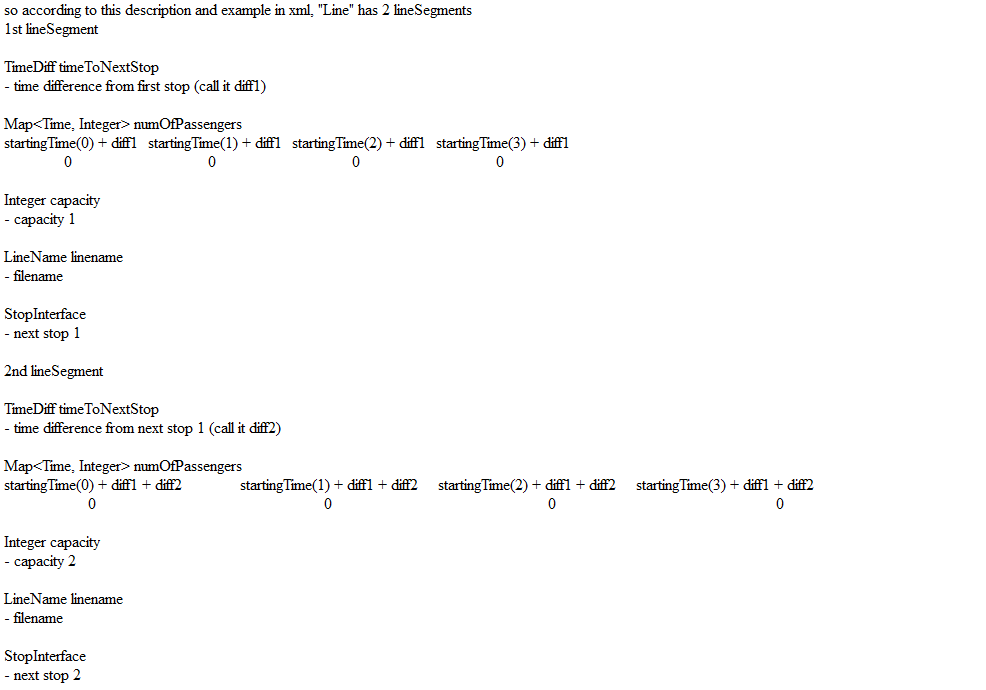 so according to this description and example in xml, "Line" has 2 lineSegments
1st lineSegment
TimeDiff timeToNextStop
- time difference from first stop (call it diff1)
Map<Time, Integer> numOfPassengers
startingTime(0) + diff1 startingTime(1) + diff1 startingTime(2) + diff1 startingTime(3) + diff1
0 0 0 0
Integer capacity
- capacity 1
LineName linename
- filename
StopInterface
- next stop 1
2nd lineSegment
TimeDiff timeToNextStop
- time difference from next stop 1 (call it diff2)
Map<Time, Integer> numOfPassengers
startingTime(0) + diff1 + diff2 startingTime(1) + diff1 + diff2 startingTime(2) + diff1 + diff2 startingTime(3) + diff1 + diff2
0 0 0 0
Integer capacity
- capacity 2
LineName linename
- filename
StopInterface
- next stop 2